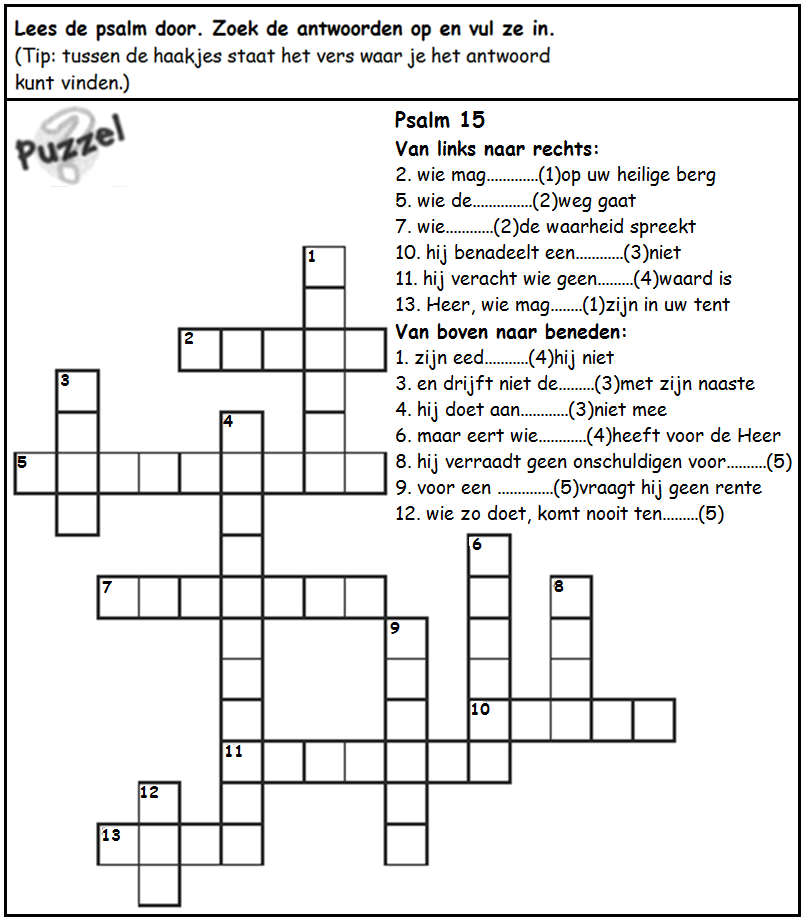 Lees de psalm door. Zoek de antwoorden op en vul ze in.
(Tip: tussen de haakjes staat het vers waar je het antwoord
kunt vinden.)
Puzzel
?
Psalm 15
Van links naar rechts:
2. wie mag.............(1)op uw heilige berg
5. wie de...............(2)weg gaat
7. wie............(2)de waarheid spreekt
10. hij benadeelt een............(3)niet
11. hij veracht wie geen.........(4)waard is
13. Heer, wie mag........(1)zijn in uw tent
Van boven naar beneden:
1. zijn eed...........(4)hij niet
3. en drijft niet de.........(3)met zijn naaste
4. hij doet aan............(3)niet mee
6. maar eert wie............(4)heeft voor de Heer
8. hij verraadt geen onschuldigen voor..........(5)
9. voor een ..............(5)vraagt hij geen rente
12. wie zo doet, komt nooit ten.........(5)
1
2
3
4
5
6
7
8
9
10
11
12
13